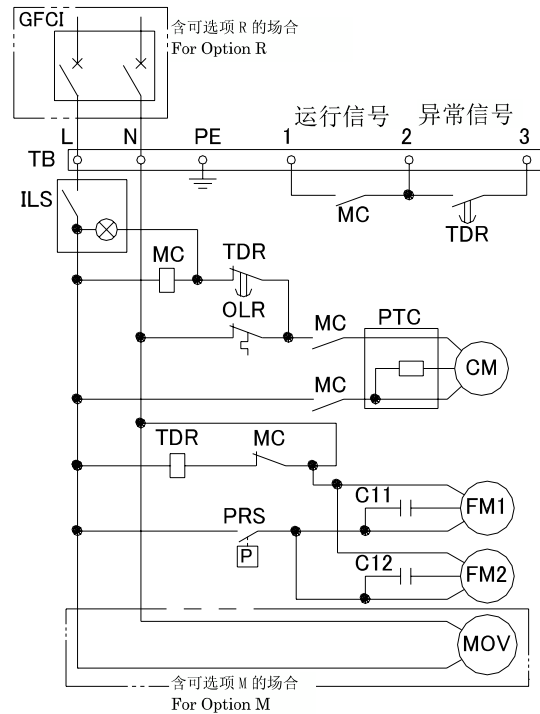 GFCI
含可选项 R 的场合
For Option R
运行信号 异常信号
L N PE 1 2 3
TB
ILS
MC TDR
MC TDR
OLR
MC PTC
CM
MC
TDR MC
C11 FM1
PRS
P
C12 FM2
MOV
含可选项 M 的场合
For Option M